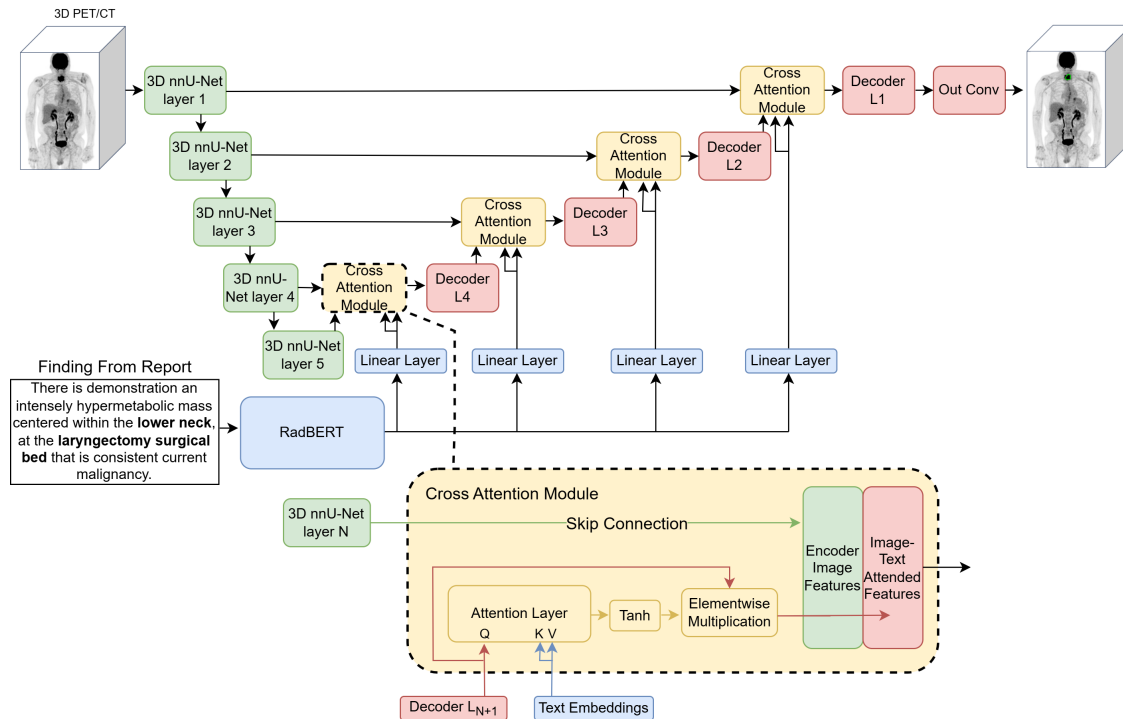 3D PET/CT
3D nnU-Net
layer 1
Cross
Attention
Module
Decoder
L1
Out Conv
3D nnU-Net
layer 2
Cross
Attention
Module
Decoder
L2
3D nnU-Net
layer 3
Cross
Attention
Module
Decoder
L3
3D nnU-
Net layer 4
Cross
Attention
Module
Decoder
L4
3D nnU-Net
layer 5
Linear Layer
Linear Layer
Linear Layer
Linear Layer
Finding From Report
There is demonstration an
intensely hypermetabolic mass
centered within the lower neck,
at the laryngectomy surgical
bed that is consistent current
malignancy.
RadBERT
Cross Attention Module
3D nnU-Net
layer N
Skip Connection
Encoder
Image
Features
Image-
Text
Attended
Features
Attention Layer
Q
K V
Tanh
Elementwise
Multiplication
Decoder L_{N+1}
Text Embeddings